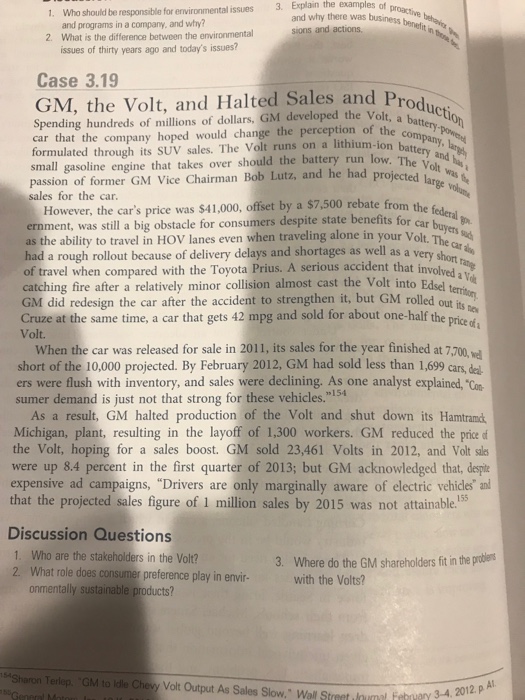 1. Who should be responsible for environmental issues
and programs in a company, and why?
2. What is the difference between the environmental
issues of thirty years ago and today's issues?
3. Explain the examples of proactive behavior
and why there was business benefit in those
sions and actions.
Case 3.19
GM, the Volt, and Halted Sales and Production
Spending hundreds of millions of dollars, GM developed the Volt, a battery-powered
car that the company hoped would change the perception of the company, largely
formulated through its SUV sales. The Volt runs on a lithium-ion battery and has a
small gasoline engine that takes over should the battery run low. The Volt was the
passion of former GM Vice Chairman Bob Lutz, and he had projected large volume
sales for the car.
However, the car's price was $41,000, offset by a $7,500 rebate from the federal gov-
ernment, was still a big obstacle for consumers despite state benefits for car buyers such
as the ability to travel in HOV lanes even when traveling alone in your Volt. The car also
had a rough rollout because of delivery delays and shortages as well as a very short range
of travel when compared with the Toyota Prius. A serious accident that involved a Volt
catching fire after a relatively minor collision almost cast the Volt into Edsel territory.
GM did redesign the car after the accident to strengthen it, but GM rolled out its new
Cruze at the same time, a car that gets 42 mpg and sold for about one-half the price of a
Volt.
When the car was released for sale in 2011, its sales for the year finished at 7,700, well
short of the 10,000 projected. By February 2012, GM had sold less than 1,699 cars, deal-
ers were flush with inventory, and sales were declining. As one analyst explained, "Con-
sumer demand is just not that strong for these vehicles."154
As a result, GM halted production of the Volt and shut down its Hamtramck,
Michigan, plant, resulting in the layoff of 1,300 workers. GM reduced the price of
the Volt, hoping for a sales boost. GM sold 23,461 Volts in 2012, and Volt sales
were up 8.4 percent in the first quarter of 2013; but GM acknowledged that, despite
expensive ad campaigns, "Drivers are only marginally aware of electric vehicles" and
that the projected sales figure of 1 million sales by 2015 was not attainable.155
Discussion Questions
1. Who are the stakeholders in the Volt?
2. What role does consumer preference play in envir-
onmentally sustainable products?
3. Where do the GM shareholders fit in the problems
with the Volts?
154Sharon Terlep, "GM to Idle Chevy Volt Output As Sales Slow," Wall Street Journal, February 3-4, 2012, p. A1.